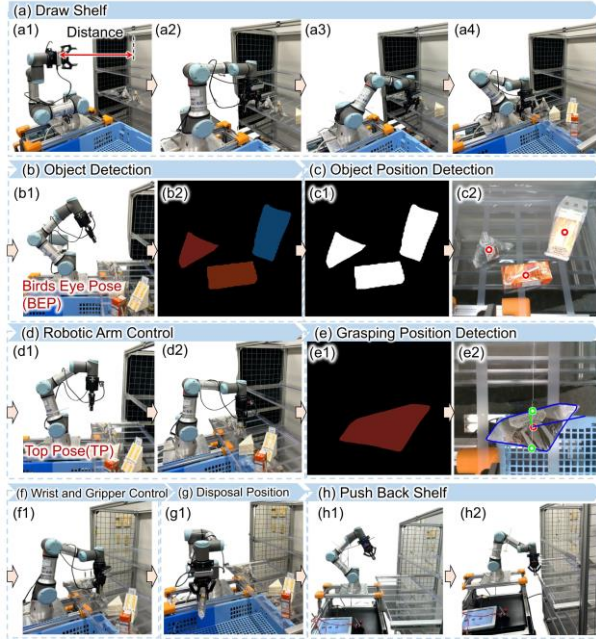 (a) Draw Shelf
(a1)
Distance
(a2)
(a3)
(a4)
(b) Object Detection
(c) Object Position Detection
(b1)
Birds Eye Pose
(BEP)
(b2)
(c1)
(c2)
(d) Robotic Arm Control
(e) Grasping Position Detection
(d1)
Top Pose(TP)
(d2)
(e1)
(e2)
(f) Wrist and Gripper Control
(g) Disposal Position
(h) Push Back Shelf
(f1)
(g1)
(h1)
(h2)